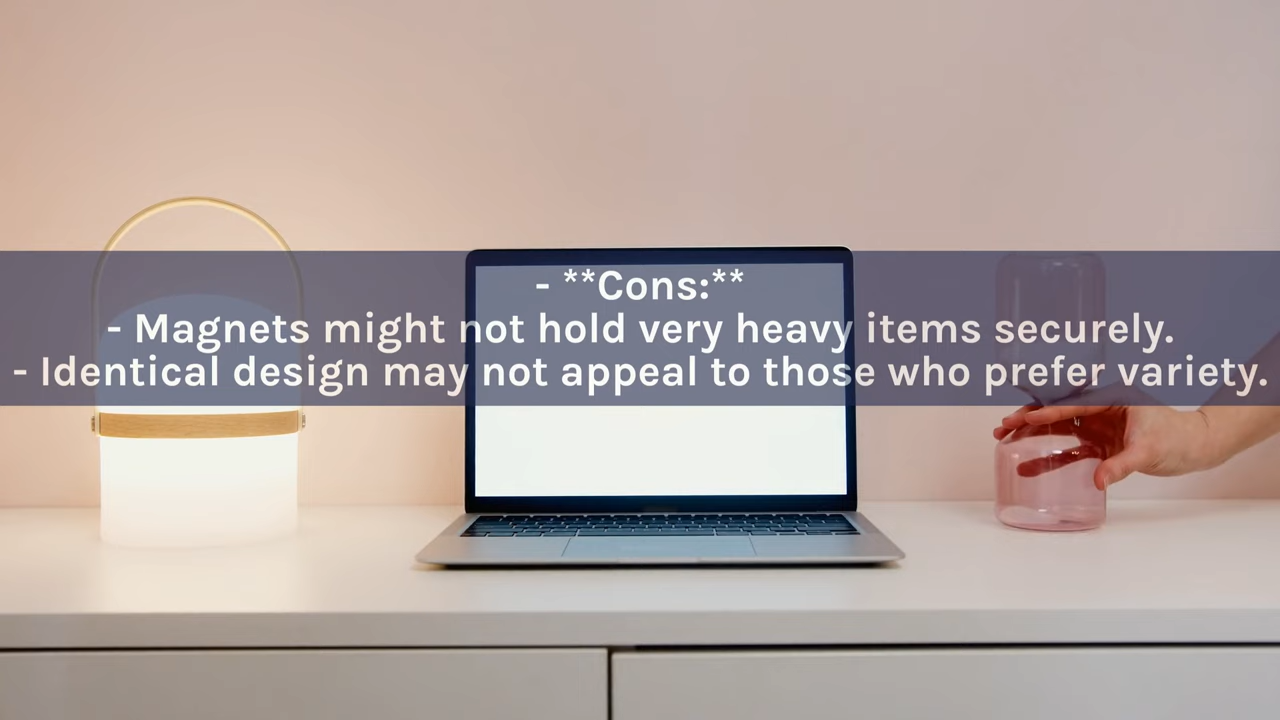 - **Cons:**
- Magnets might not hold very heavy items securely.
- Identical design may not appeal to those who prefer variety.